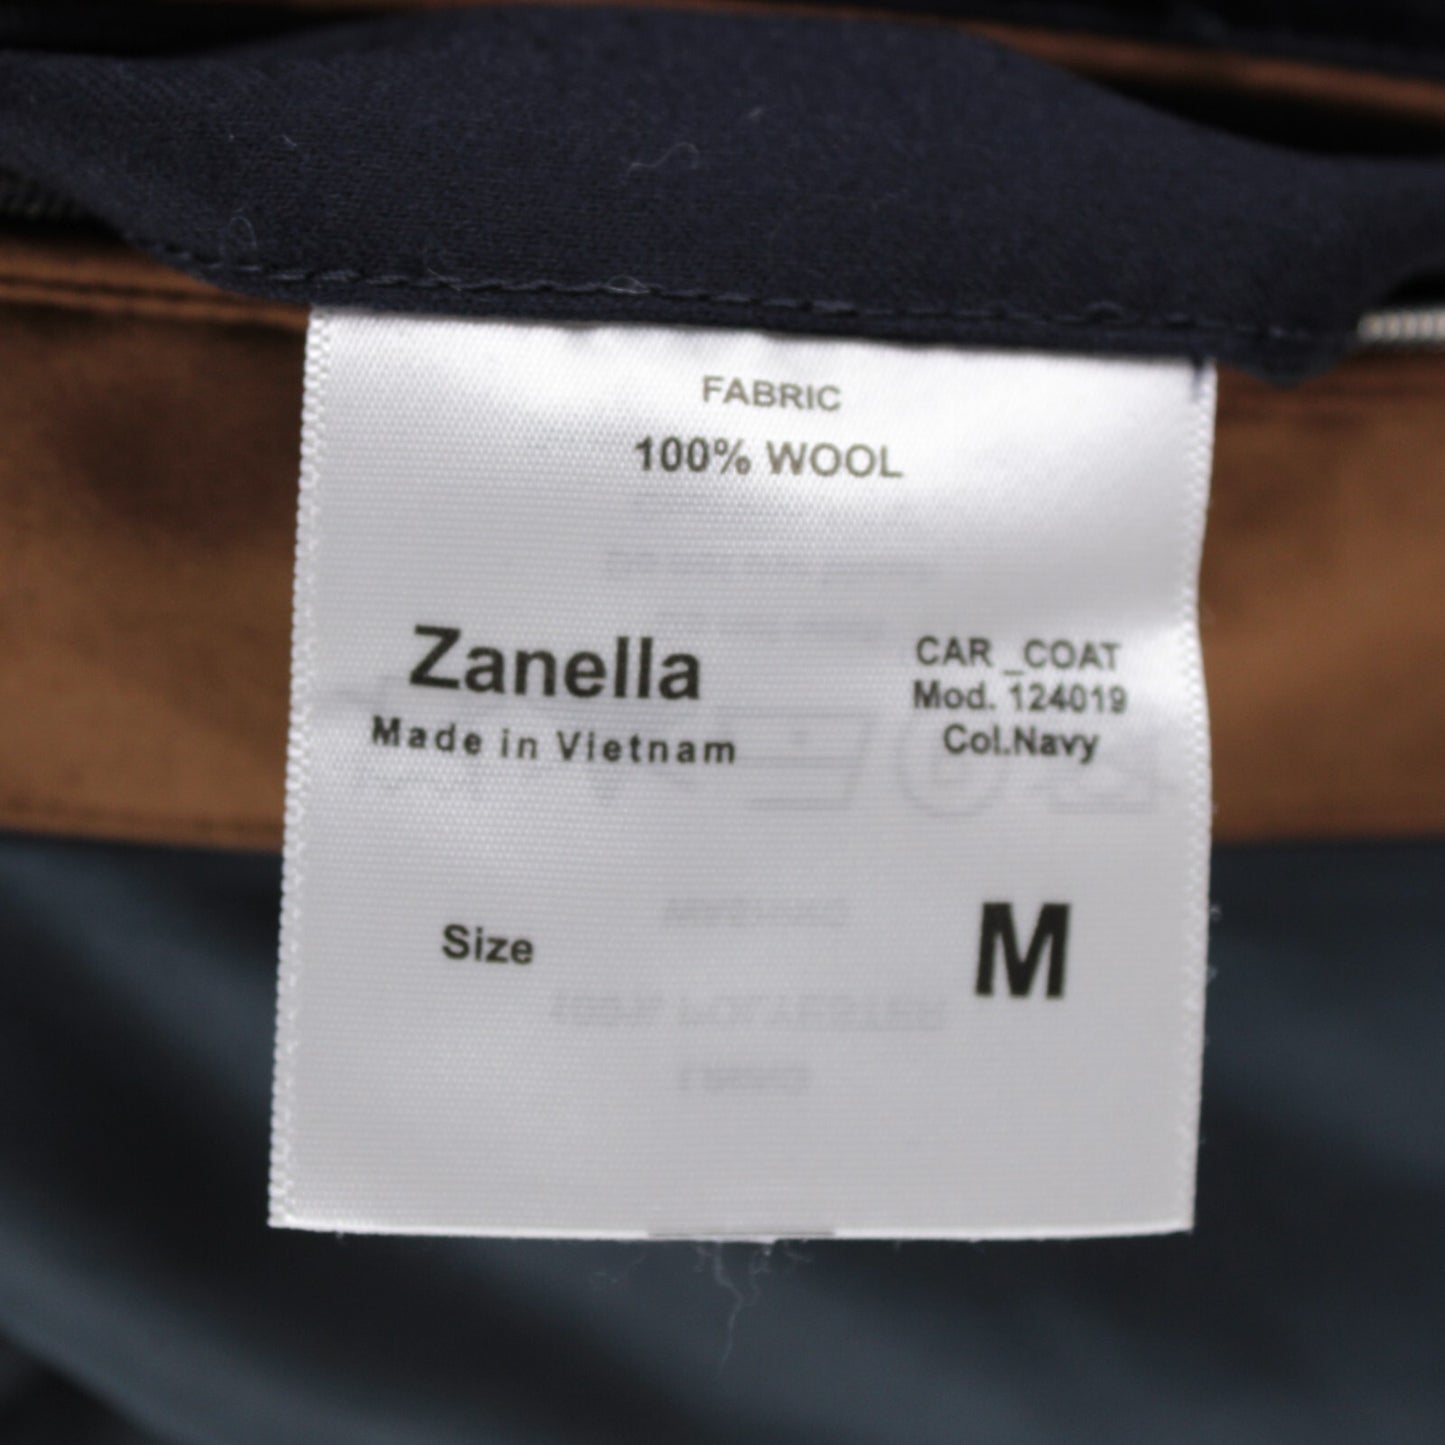 FABRIC
100% WOOL
Zanella
Made in Vietnam
CAR _COAT
Mod. 124019
Col.Navy
Size
M